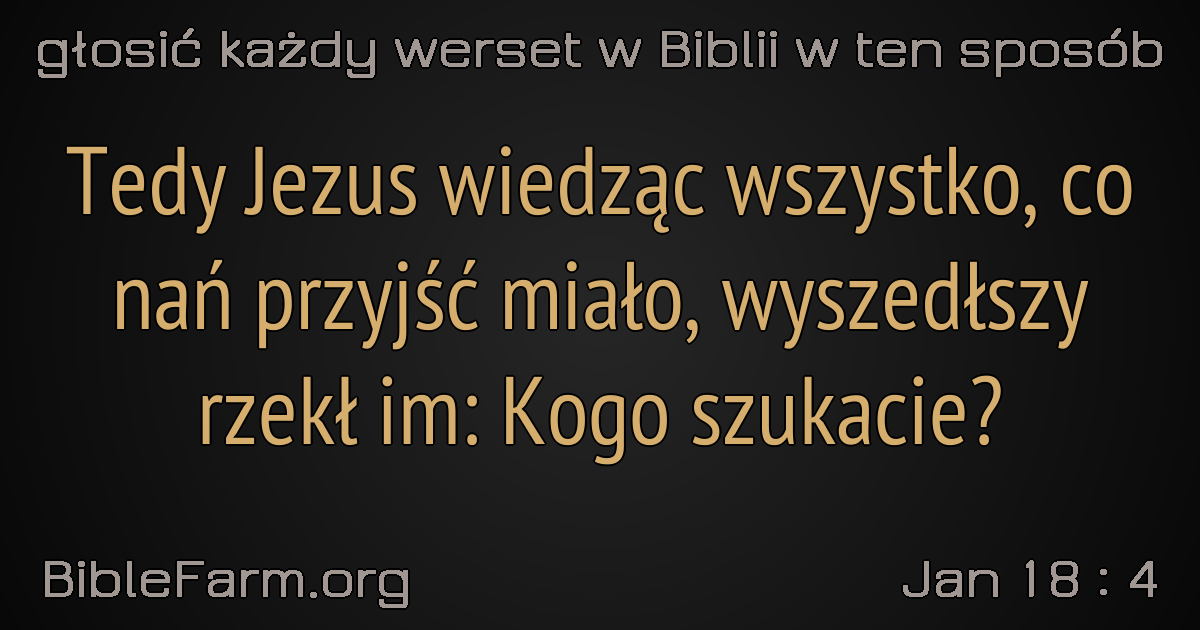 głosić każdy werset w Biblii w ten sposób
Tedy Jezus wiedząc wszystko, co
nań przyjść miało, wyszedłszy
rzekł im: Kogo szukacie?
BibleFarm.org
Jan 18 : 4